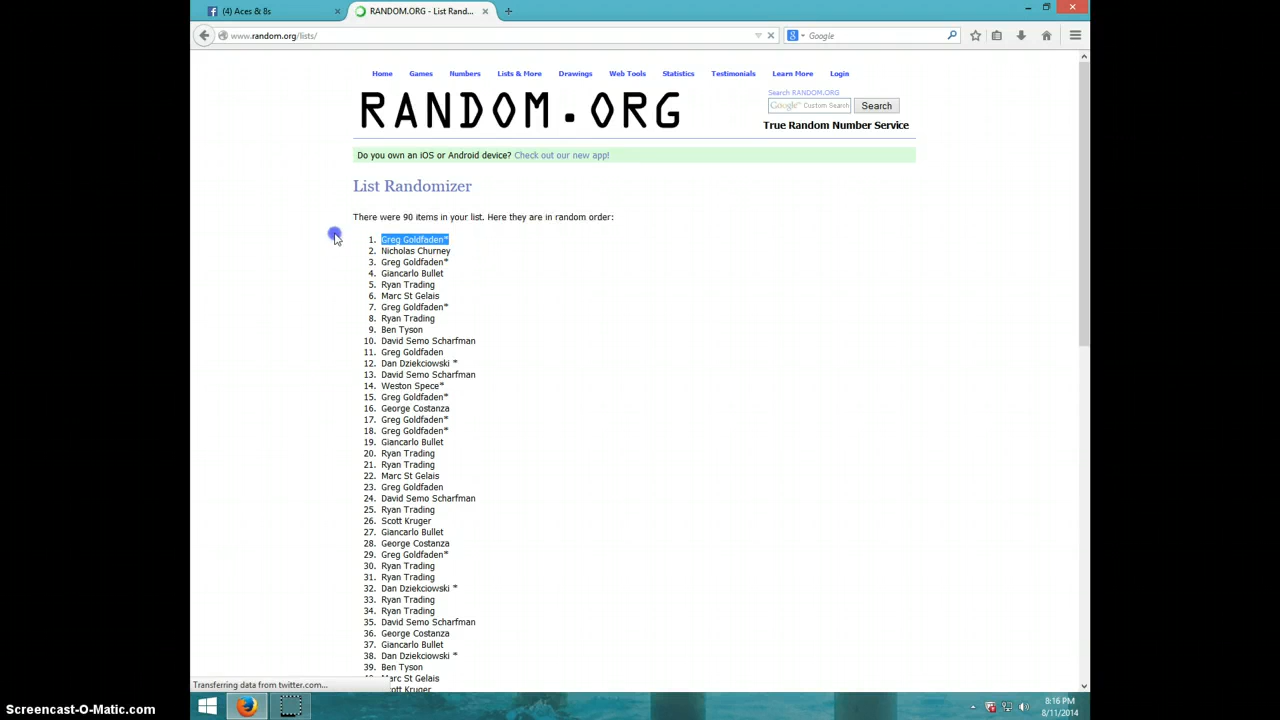 (4) Aces & 8s
RANDOM.ORG - List Rand...
www.random.org/lists/
Google
Home Games Numbers Lists & More Drawings Web Tools Statistics Testimonials Learn More Login
RANDOM.ORG
Search RANDOM.ORG
Google™ Custom Search
Search
True Random Number Service
Do you own an iOS or Android device? Check out our new app!
List Randomizer
There were 90 items in your list. Here they are in random order:
1. Greg Goldfaden*
2. Nicholas Churney
3. Greg Goldfaden*
4. Giancarlo Bullet
5. Ryan Trading
6. Marc St Gelais
7. Greg Goldfaden*
8. Ryan Trading
9. Ben Tyson
10. David Semo Scharfman
11. Greg Goldfaden
12. Dan Dziekciowski *
13. David Semo Scharfman
14. Weston Spece*
15. Greg Goldfaden*
16. George Costanza
17. Greg Goldfaden*
18. Greg Goldfaden*
19. Giancarlo Bullet
20. Ryan Trading
21. Ryan Trading
22. Marc St Gelais
23. Greg Goldfaden
24. David Semo Scharfman
25. Ryan Trading
26. Scott Kruger
27. Giancarlo Bullet
28. George Costanza
29. Greg Goldfaden*
30. Ryan Trading
31. Ryan Trading
32. Dan Dziekciowski *
33. Ryan Trading
34. Ryan Trading
35. David Semo Scharfman
36. George Costanza
37. Giancarlo Bullet
38. Dan Dziekciowski *
39. Ben Tyson
40. Marc St Gelais
Scott Kruger
Transferring data from twitter.com...
8:16 PM
8/11/2014
Screencast-O-Matic.com